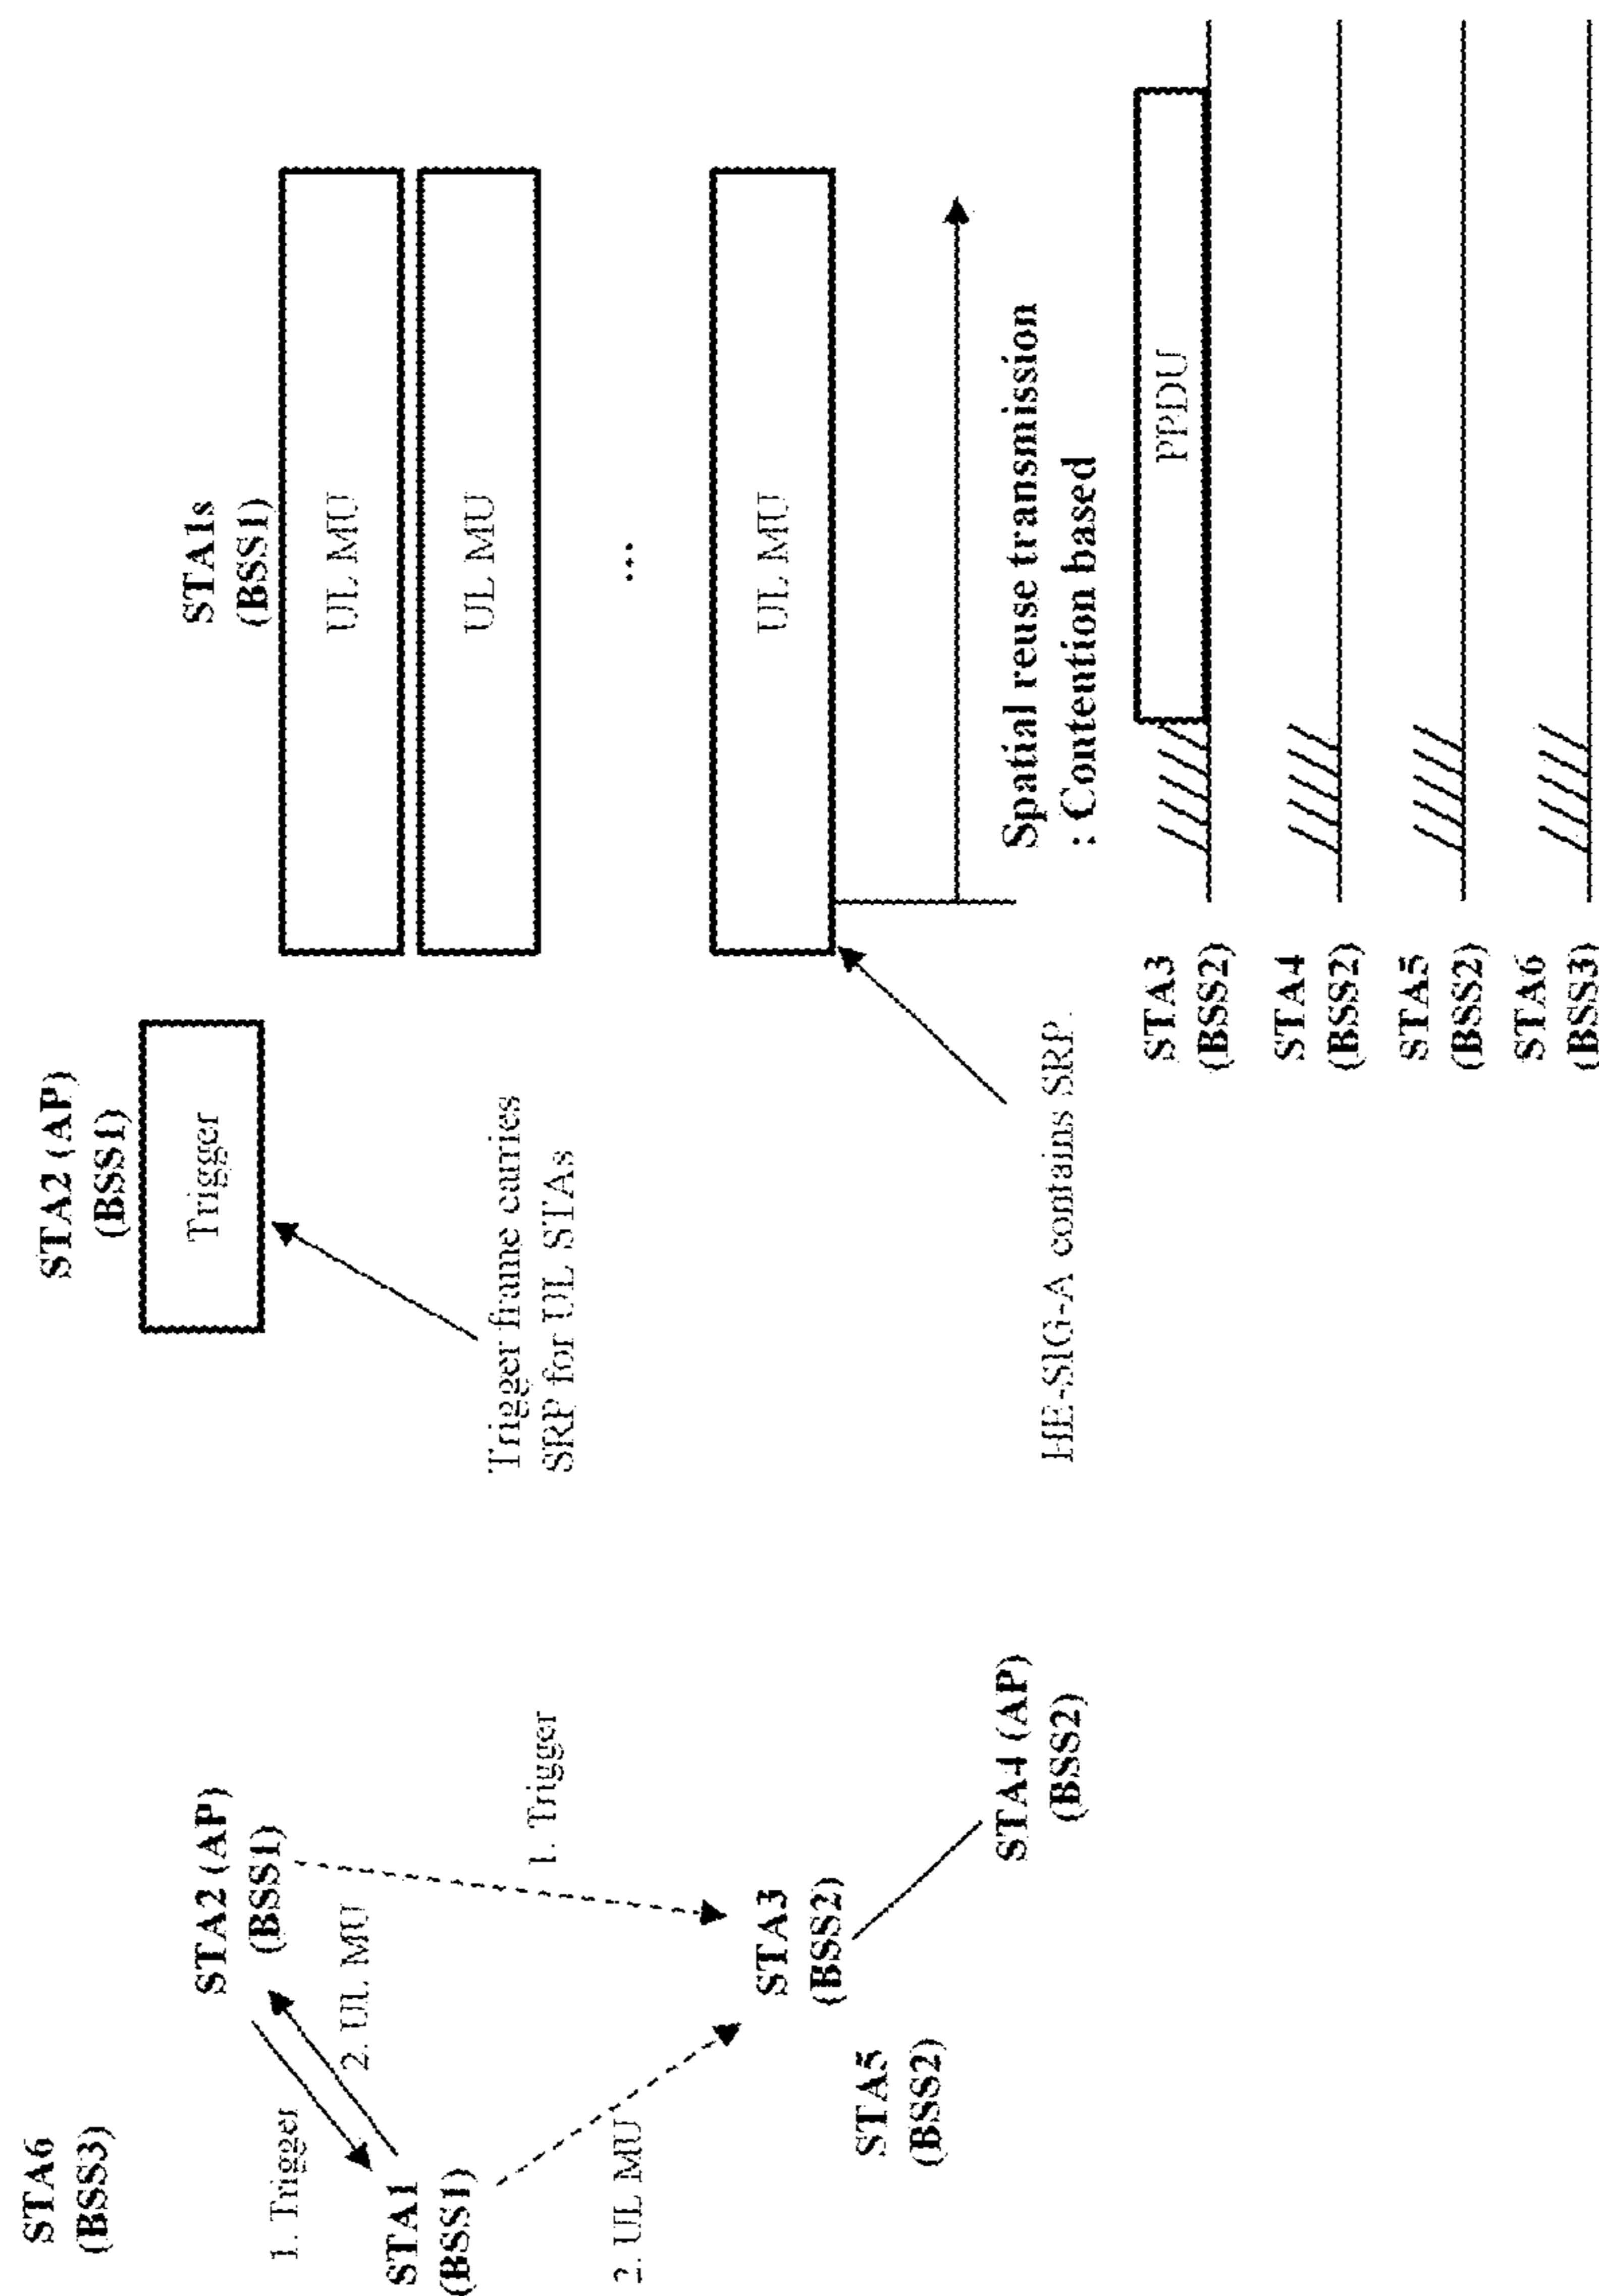 STA6
(BSS3)
1. Trigger
STA1
(BSS1)
2. UL MU
STA2 (AP)
(BSS1)
2. UL MU
1. Trigger
STA3
(BSS2)
STA5
(BSS2)
STA4 (AP)
(BSS2)
STA2 (AP)
(BSS1)
Trigger
Trigger frame carries
SRP for UL STAs
STA1s
(BSS1)
UL MU
UL MU
...
UL MU
HE-SIG-A contains SRP.
Spatial reuse transmission
: Contention based
STA3
(BSS2)
PPDU
STA4
(BSS2)
STA5
(BSS2)
STA6
(BSS3)